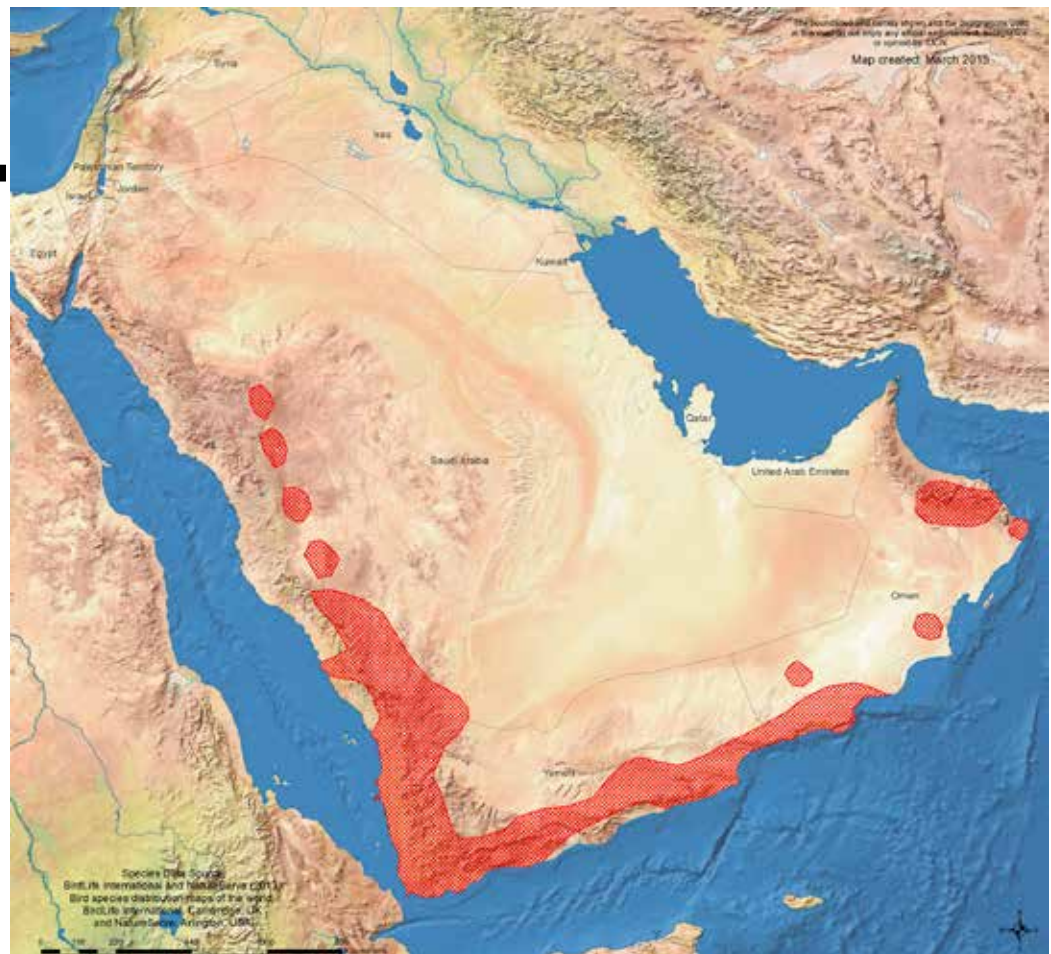 Map created: March 2015
Syria
Iraq
Palestinian Territory
Israel
Jordan
Egypt
Kuwait
Qatar
Saudi Arabia
United Arab Emirates
Oman
Yemen
Species Data Source
BirdLife International and NatureServe
Bird species distribution maps of the world.
BirdLife International, Cambridge, UK
and NatureServe, Arlington, USA.